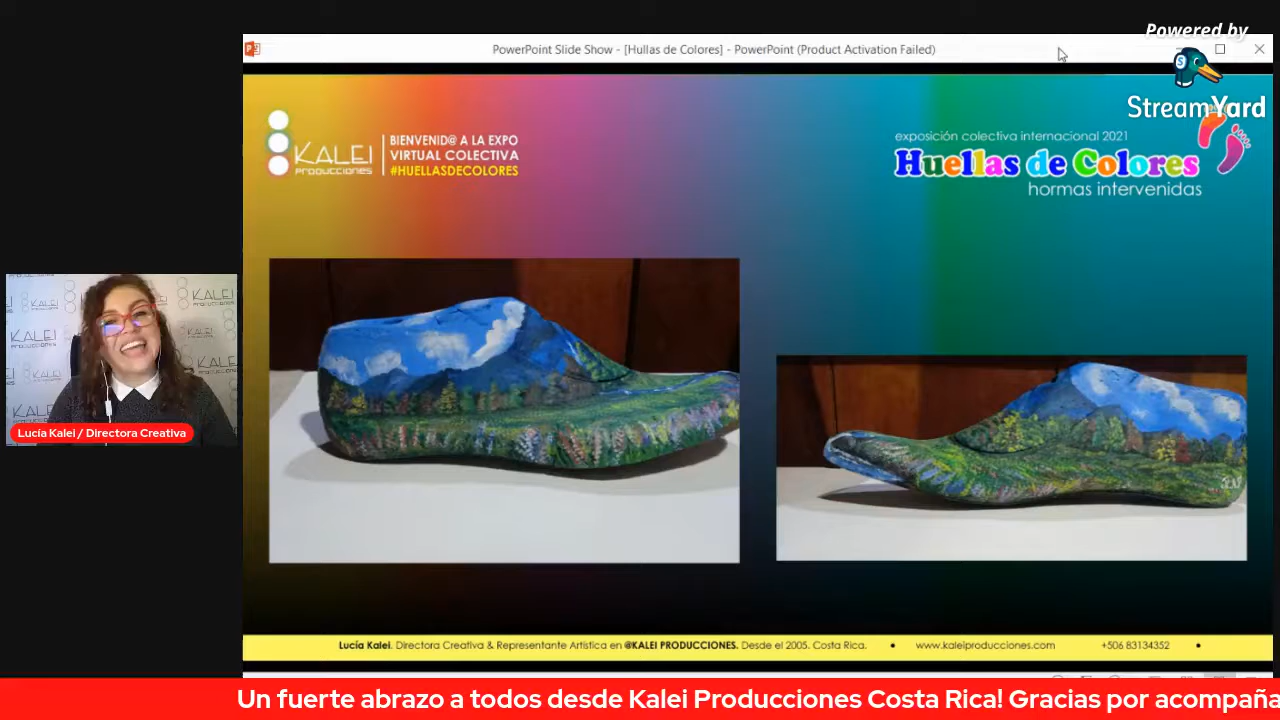 Powered by
StreamYard
PowerPoint Slide Show - [Hullas de Colores] - PowerPoint (Product Activation Failed)
KALEI
PRODUCCIONES
BIENVENID@ A LA EXPO
VIRTUAL COLECTIVA
#HUELLASDECOLORES
exposición colectiva internacional 2021
Huellas de Colores
hormas intervenidas
KALEI
Lucía Kalei / Directora Creativa
Lucía Kalei. Directora Creativa & Representante Artística en @KALEI PRODUCCIONES. Desde el 2005. Costa Rica. • www.kaleiproducciones.com +506 83134352 •
Un fuerte abrazo a todos desde Kalei Producciones Costa Rica! Gracias por acompaña